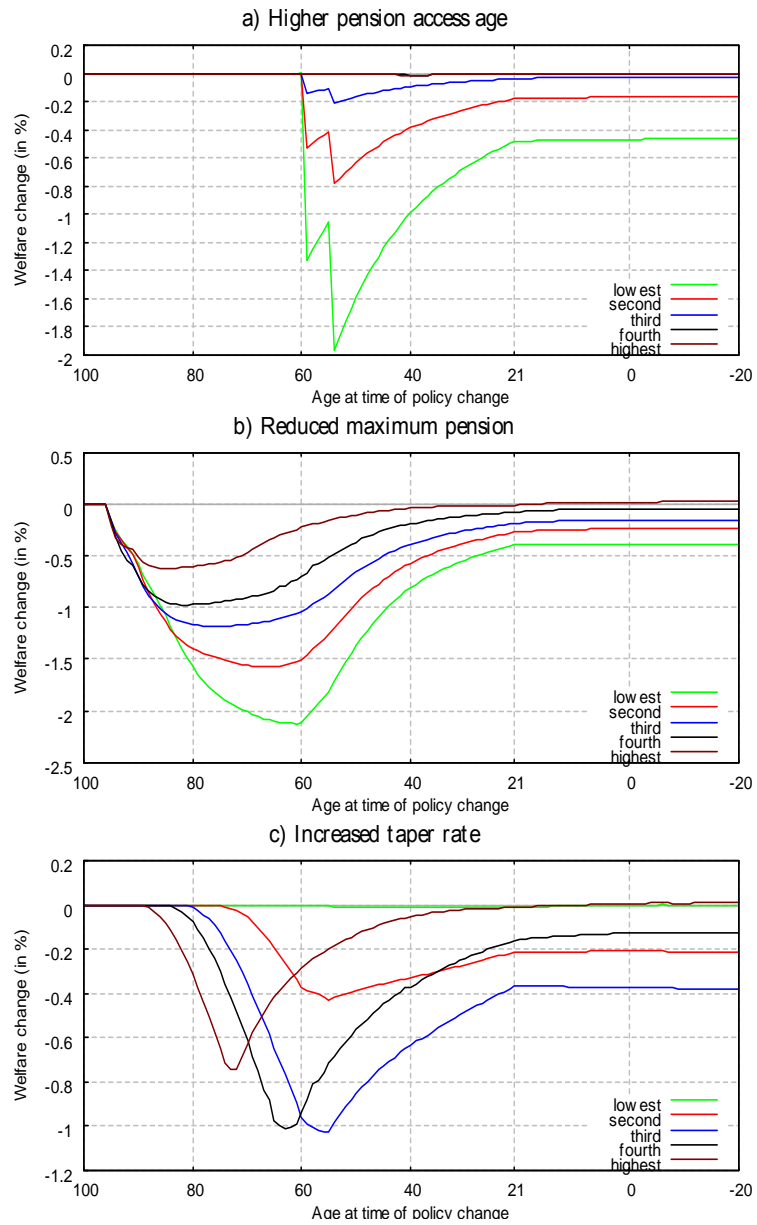 a) Higher pension access age
0.2
0
-0.2
-0.4
-0.6
-0.8
-1
-1.2
-1.4
-1.6
-1.8
-2
Welfare change (in %)
lowest
second
third
fourth
highest
100 80 60 40 21 0 -20
Age at time of policy change
b) Reduced maximum pension
0.5
0
-0.5
-1
-1.5
-2
-2.5
Welfare change (in %)
lowest
second
third
fourth
highest
100 80 60 40 21 0 -20
Age at time of policy change
c) Increased taper rate
0.2
0
-0.2
-0.4
-0.6
-0.8
-1
-1.2
Welfare change (in %)
lowest
second
third
fourth
highest
100 80 60 40 21 0 -20
Age at time of policy change